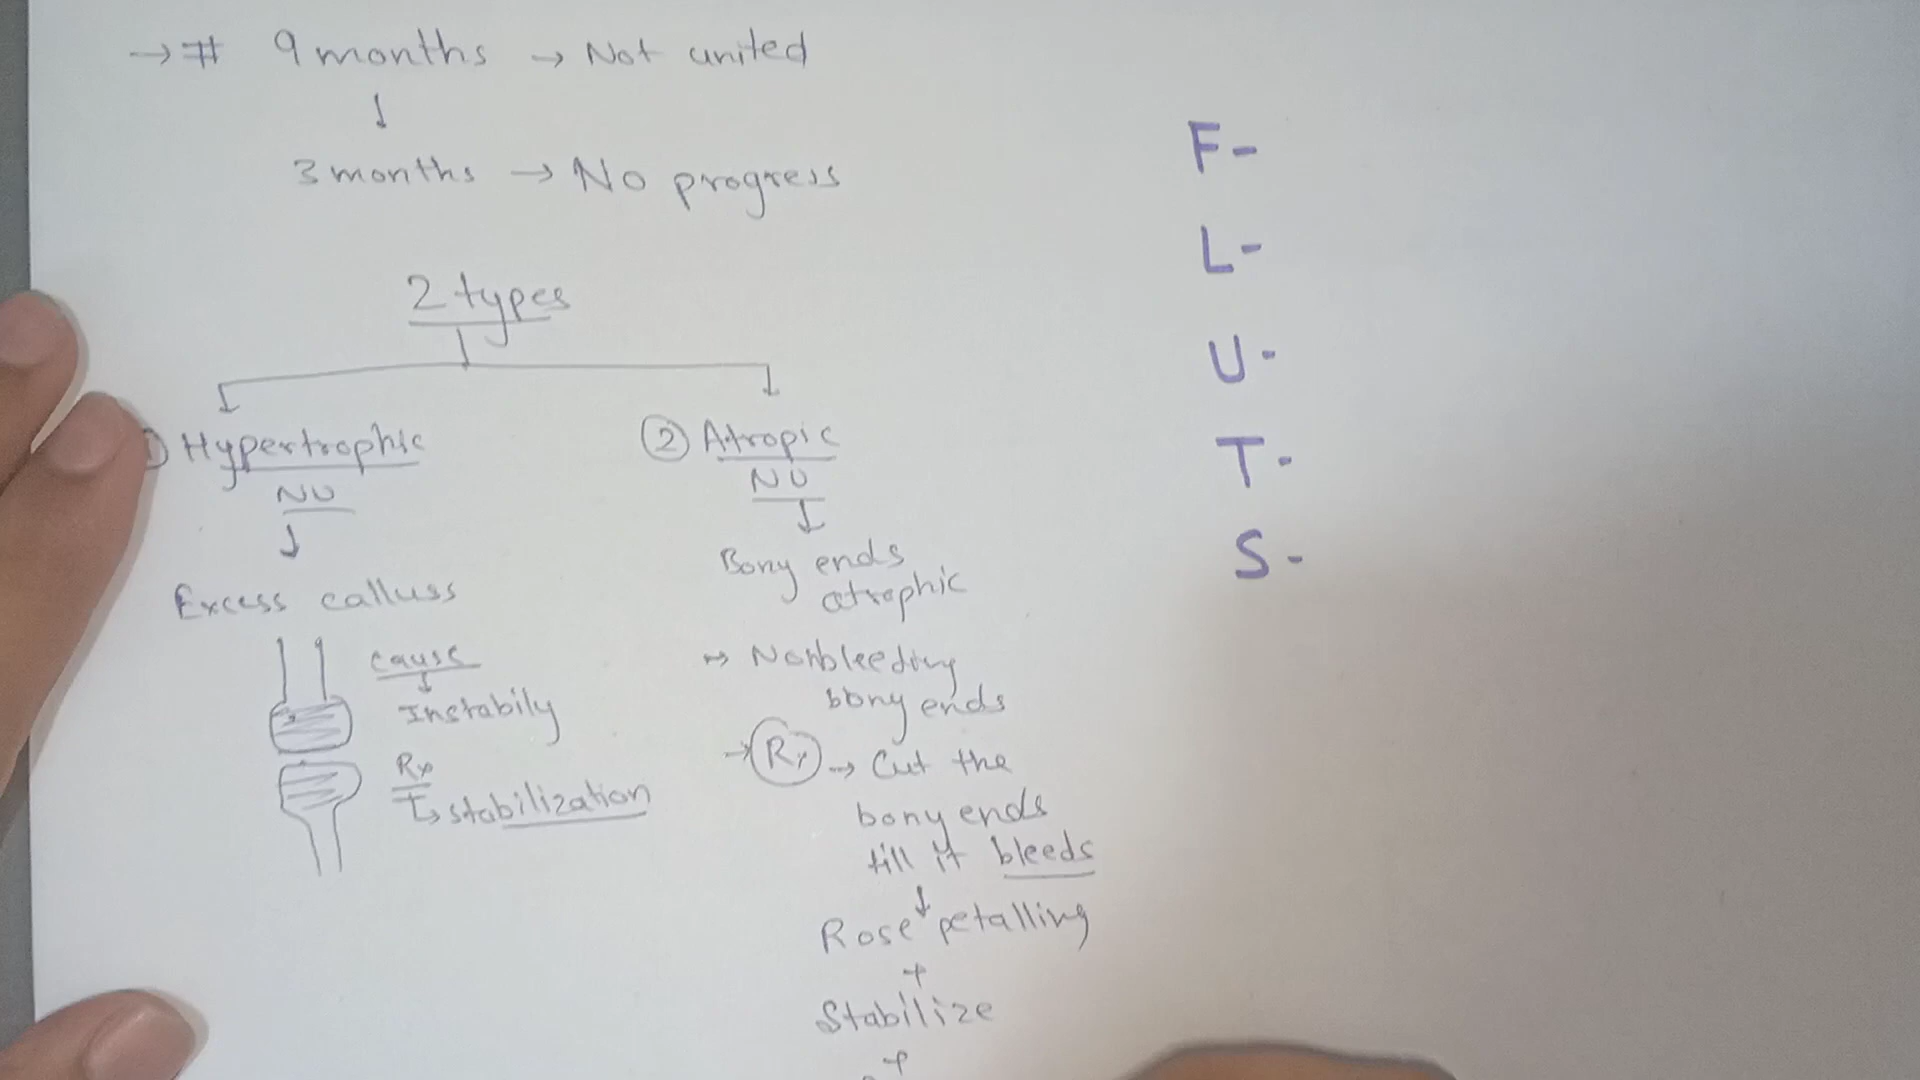 → # 9 months → Not united
↓
3 months → No progress
2 types
① Hypertrophic
NU
↓
Excess calluss
cause
↓
Instabily
Rx
↳ stabilization
② Atropic
NU
↓
Bony ends
atrophic
↦ Nonbleeding
bony ends
→ Rx → Cut the
bony ends
till it bleeds
↓
Rose petalling
+
Stabilize
+
F-
L-
U-
T-
S-